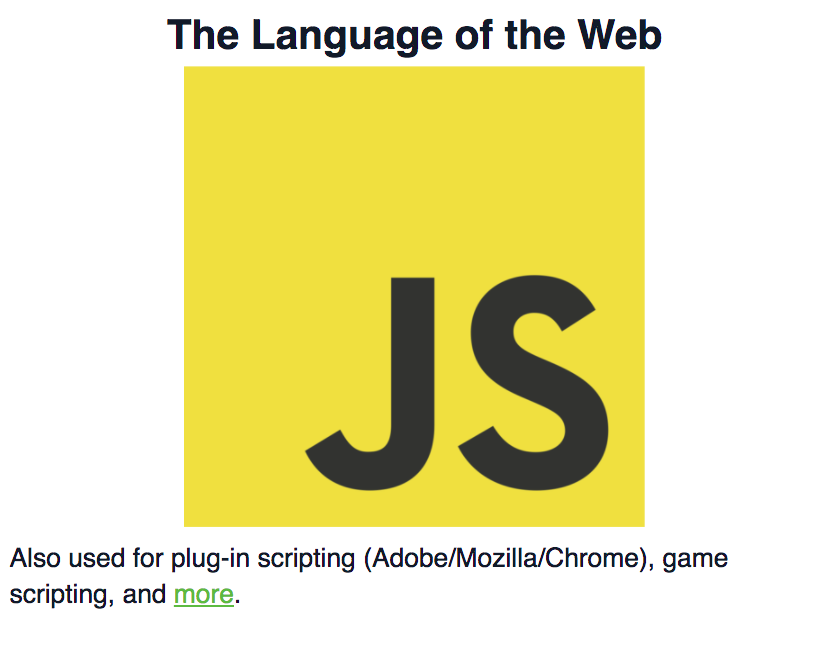 The Language of the Web
JS
Also used for plug-in scripting (Adobe/Mozilla/Chrome), game
scripting, and more.